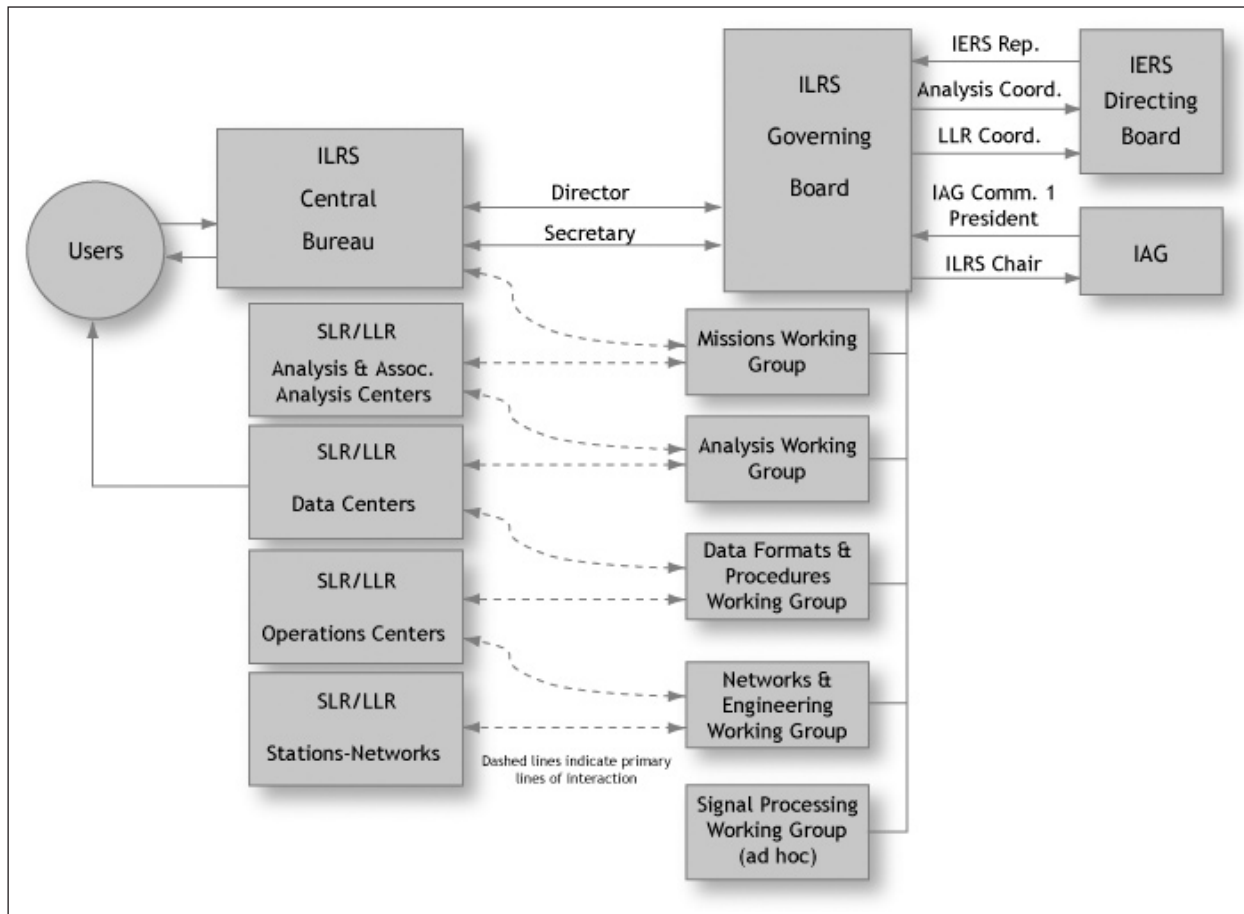 Users
ILRS
Central
Bureau
SLR/LLR
Analysis & Assoc.
Analysis Centers
SLR/LLR
Data Centers
SLR/LLR
Operations Centers
SLR/LLR
Stations-Networks
Director
Secretary
Dashed lines indicate primary
lines of interaction
ILRS
Governing
Board
Missions Working
Group
Analysis Working
Group
Data Formats &
Procedures
Working Group
Networks &
Engineering
Working Group
Signal Processing
Working Group
(ad hoc)
IERS Rep.
Analysis Coord.
LLR Coord.
IAG Comm. 1
President
ILRS Chair
IERS
Directing
Board
IAG